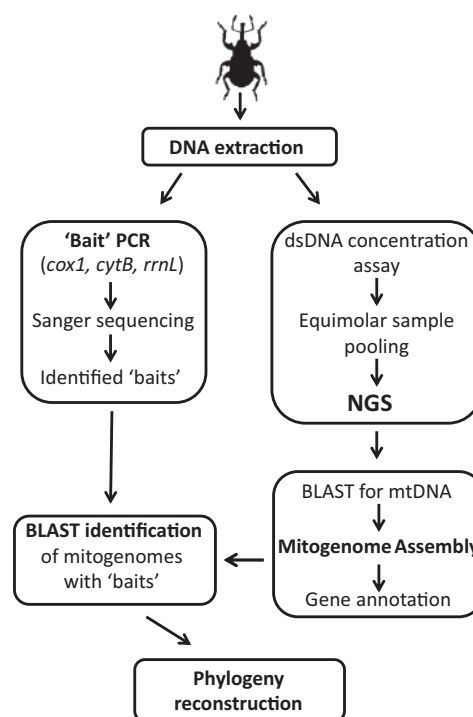 DNA extraction
‘Bait’ PCR
(cox1, cytB, rrnL)
Sanger sequencing
Identified ‘baits’
dsDNA concentration
assay
Equimolar sample
pooling
NGS
BLAST for mtDNA
Mitogenome Assembly
Gene annotation
BLAST identification
of mitogenomes
with ‘baits’
Phylogeny
reconstruction